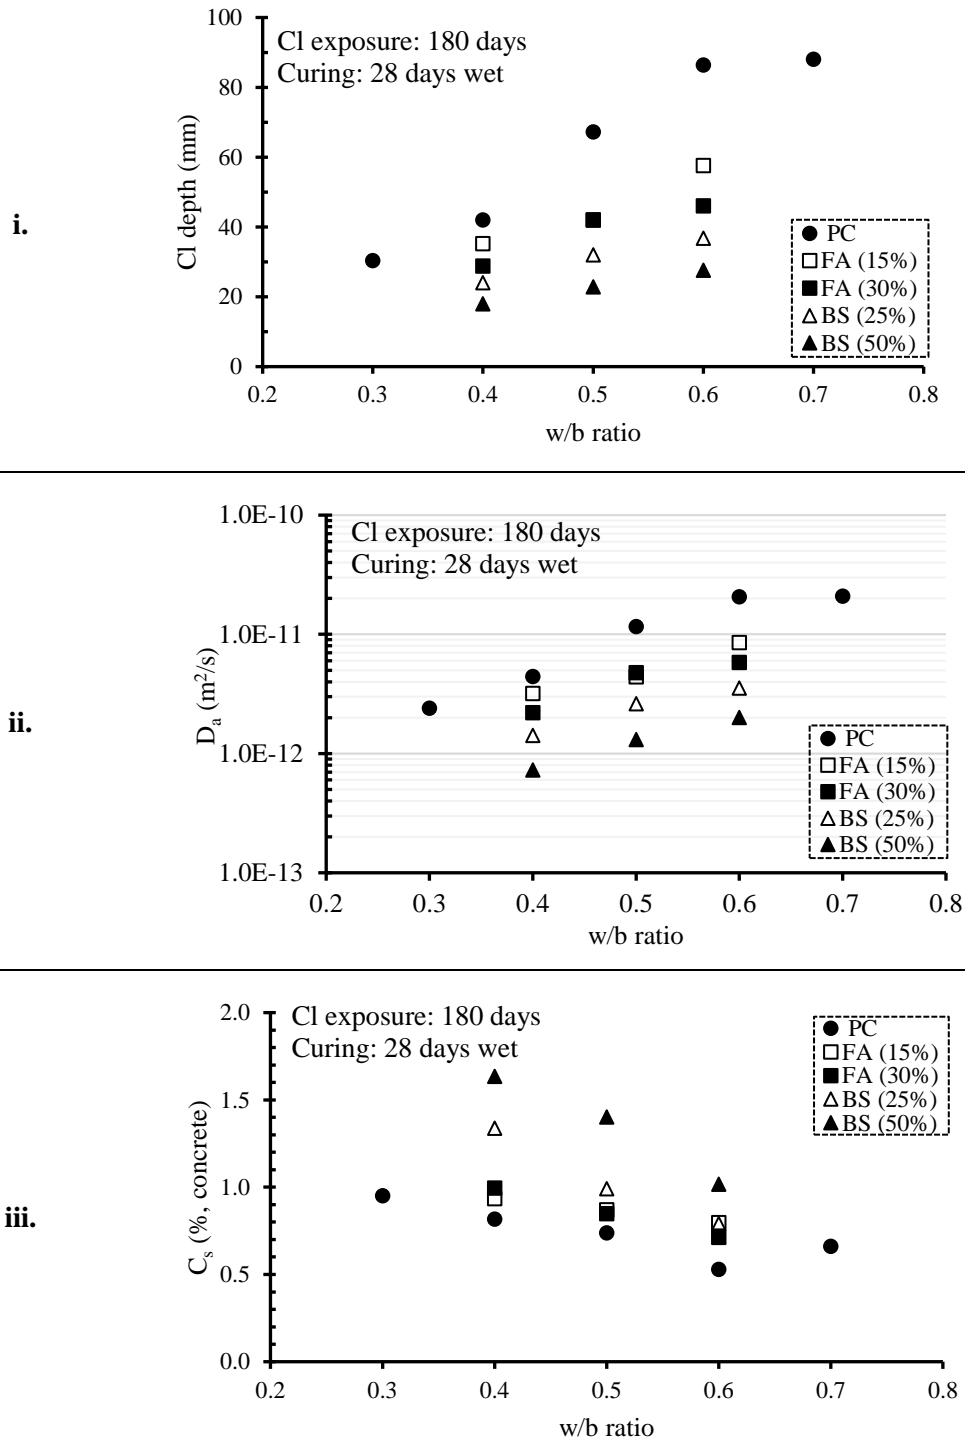 i.
Cl exposure: 180 days
Curing: 28 days wet
Cl depth (mm)
100
80
60
40
20
0
0.2 0.3 0.4 0.5 0.6 0.7 0.8
w/b ratio
PC
FA (15%)
FA (30%)
BS (25%)
BS (50%)
ii.
Cl exposure: 180 days
Curing: 28 days wet
Dₐ (m²/s)
1.0E-10
1.0E-11
1.0E-12
1.0E-13
0.2 0.3 0.4 0.5 0.6 0.7 0.8
w/b ratio
PC
FA (15%)
FA (30%)
BS (25%)
BS (50%)
iii.
Cl exposure: 180 days
Curing: 28 days wet
Cₛ (%, concrete)
2.0
1.5
1.0
0.5
0.0
0.2 0.3 0.4 0.5 0.6 0.7 0.8
w/b ratio
PC
FA (15%)
FA (30%)
BS (25%)
BS (50%)